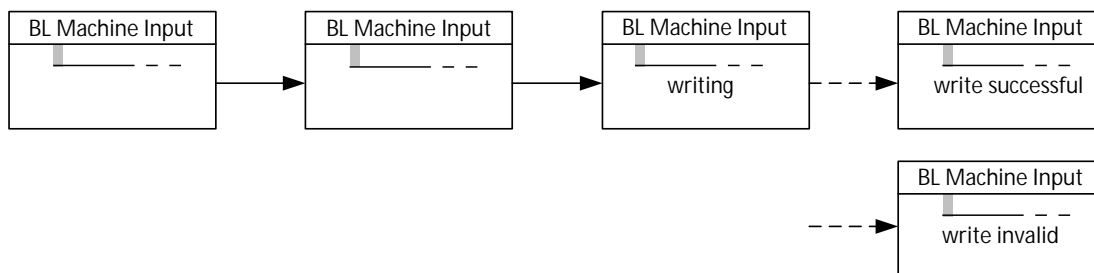 BL Machine Input
BL Machine Input
BL Machine Input
writing
BL Machine Input
write successful
BL Machine Input
write invalid